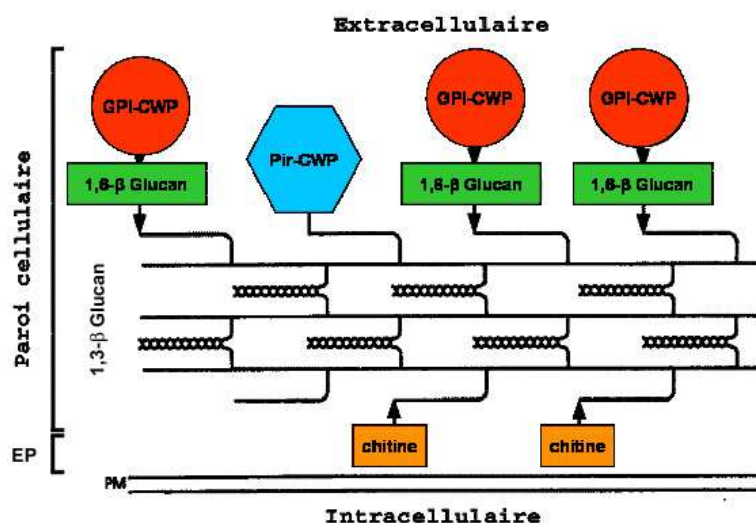 Extracellulaire
GPI-CWP
GPI-CWP
GPI-CWP
Pir-CWP
1,6-β Glucan
1,6-β Glucan
1,6-β Glucan
Paroi cellulaire
1,3-β Glucan
chitine
chitine
EP
PM
Intracellulaire